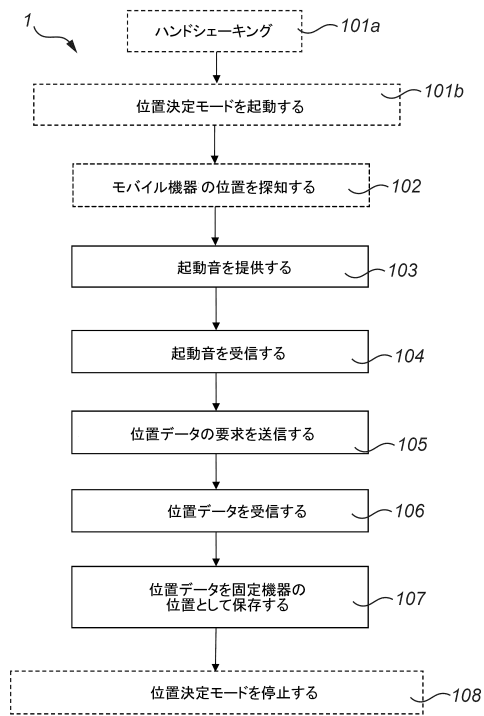 1
ハンドシェーキング
101a
位置決定モードを起動する
101b
モバイル機器の位置を探知する
102
起動音を提供する
103
起動音を受信する
104
位置データの要求を送信する
105
位置データを受信する
106
位置データを固定機器の
位置として保存する
107
位置決定モードを停止する
108